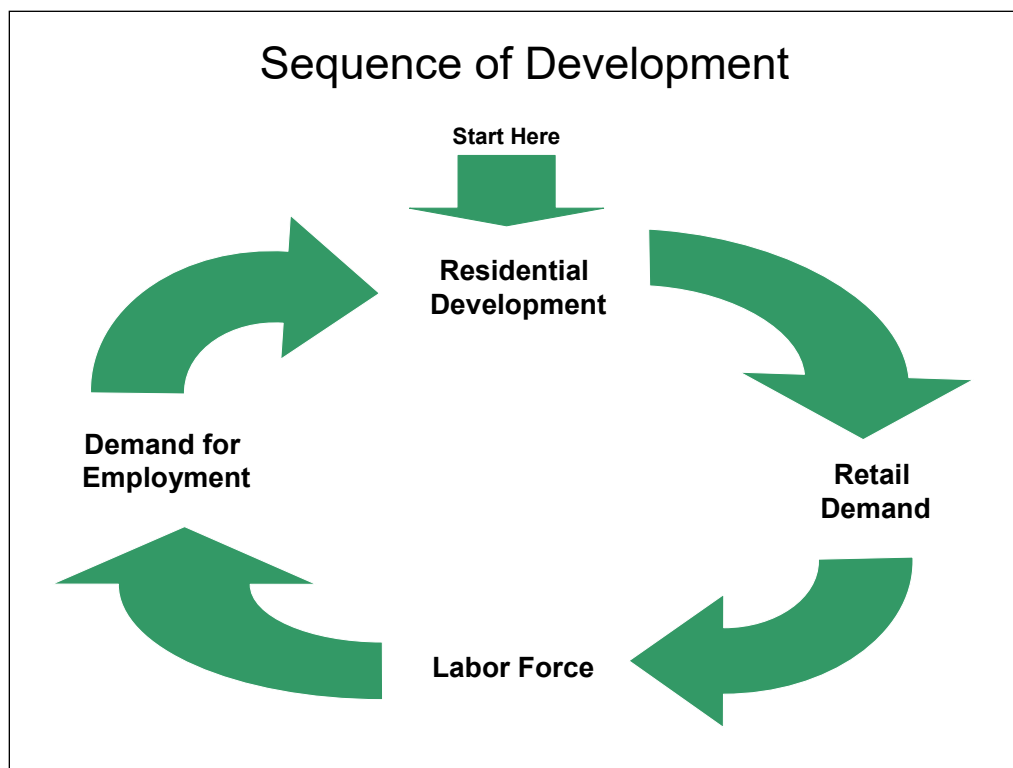 Sequence of Development
Start Here
Residential
Development
Retail
Demand
Labor Force
Demand for
Employment